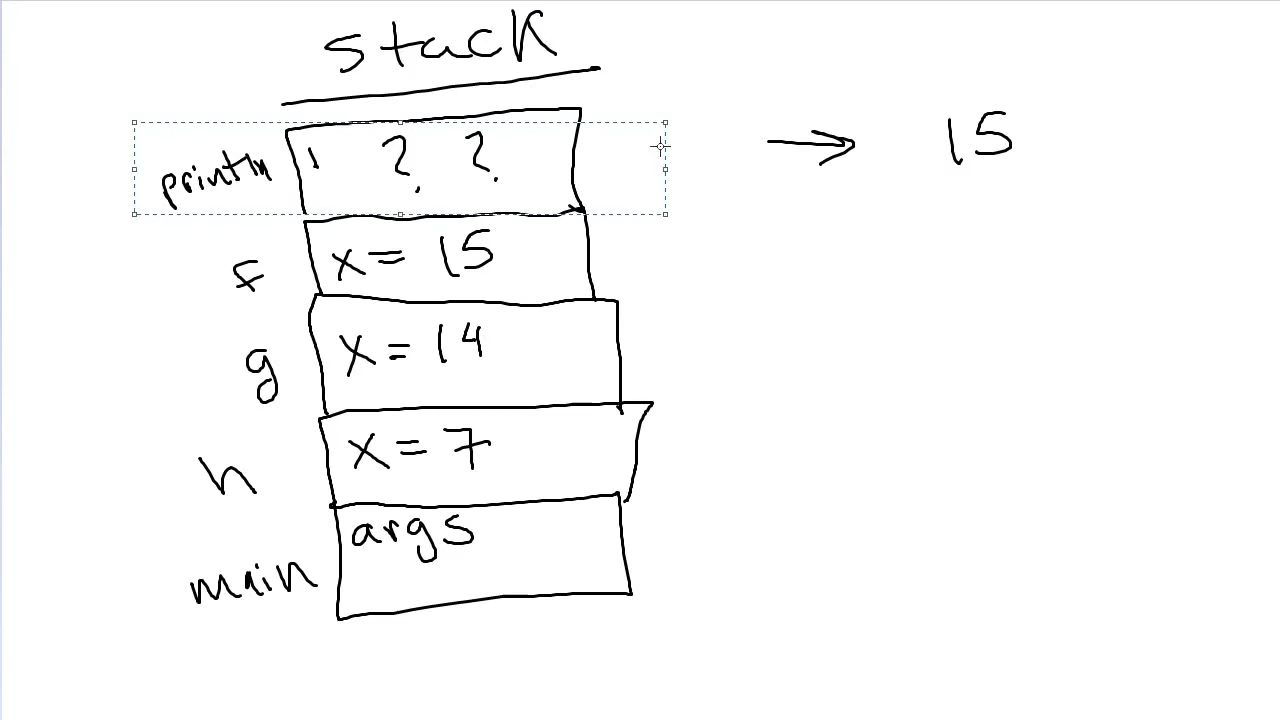 stack
println ? ? → 15
f x = 15
g x = 14
h x = 7
args
main